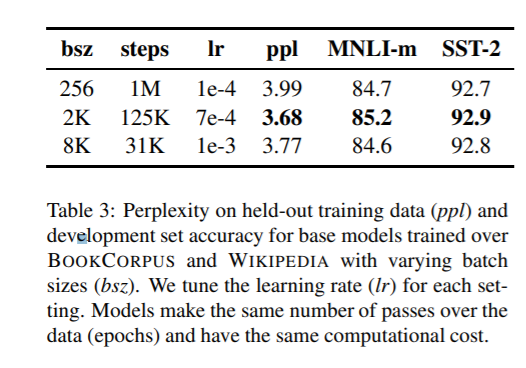 bsz steps lr ppl MNLI-m SST-2
256 1M 1e-4 3.99 84.7 92.7
2K 125K 7e-4 3.68 85.2 92.9
8K 31K 1e-3 3.77 84.6 92.8
Table 3: Perplexity on held-out training data (ppl) and
development set accuracy for base models trained over
BOOKCORPUS and WIKIPEDIA with varying batch
sizes (bsz). We tune the learning rate (lr) for each set-
ting. Models make the same number of passes over the
data (epochs) and have the same computational cost.